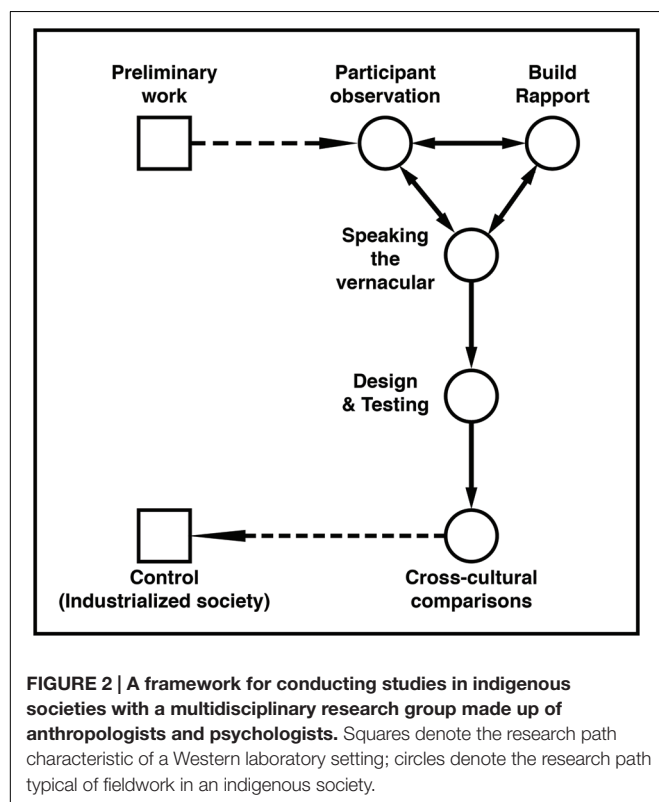 Preliminary
work
Participant
observation
Build
Rapport
Speaking
the
vernacular
Design
& Testing
Control
(Industrialized society)
Cross-cultural
comparisons
FIGURE 2 | A framework for conducting studies in indigenous
societies with a multidisciplinary research group made up of
anthropologists and psychologists. Squares denote the research path
characteristic of a Western laboratory setting; circles denote the research path
typical of fieldwork in an indigenous society.